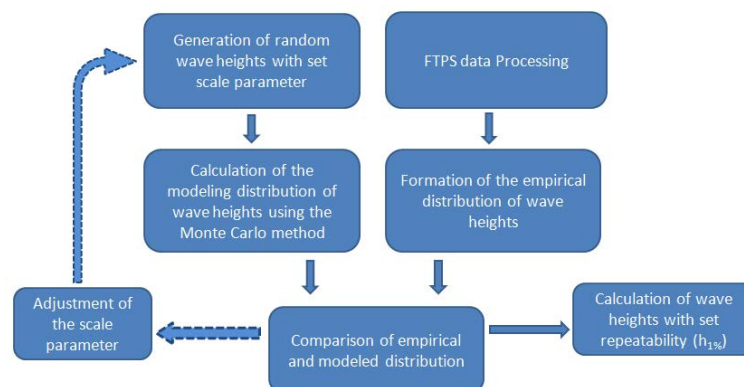 Generation of random
wave heights with set
scale parameter
FTPS data Processing
Calculation of the
modeling distribution of
wave heights using the
Monte Carlo method
Formation of the empirical
distribution of wave
heights
Adjustment of
the scale
parameter
Comparison of empirical
and modeled distribution
Calculation of wave
heights with set
repeatability (h1%)